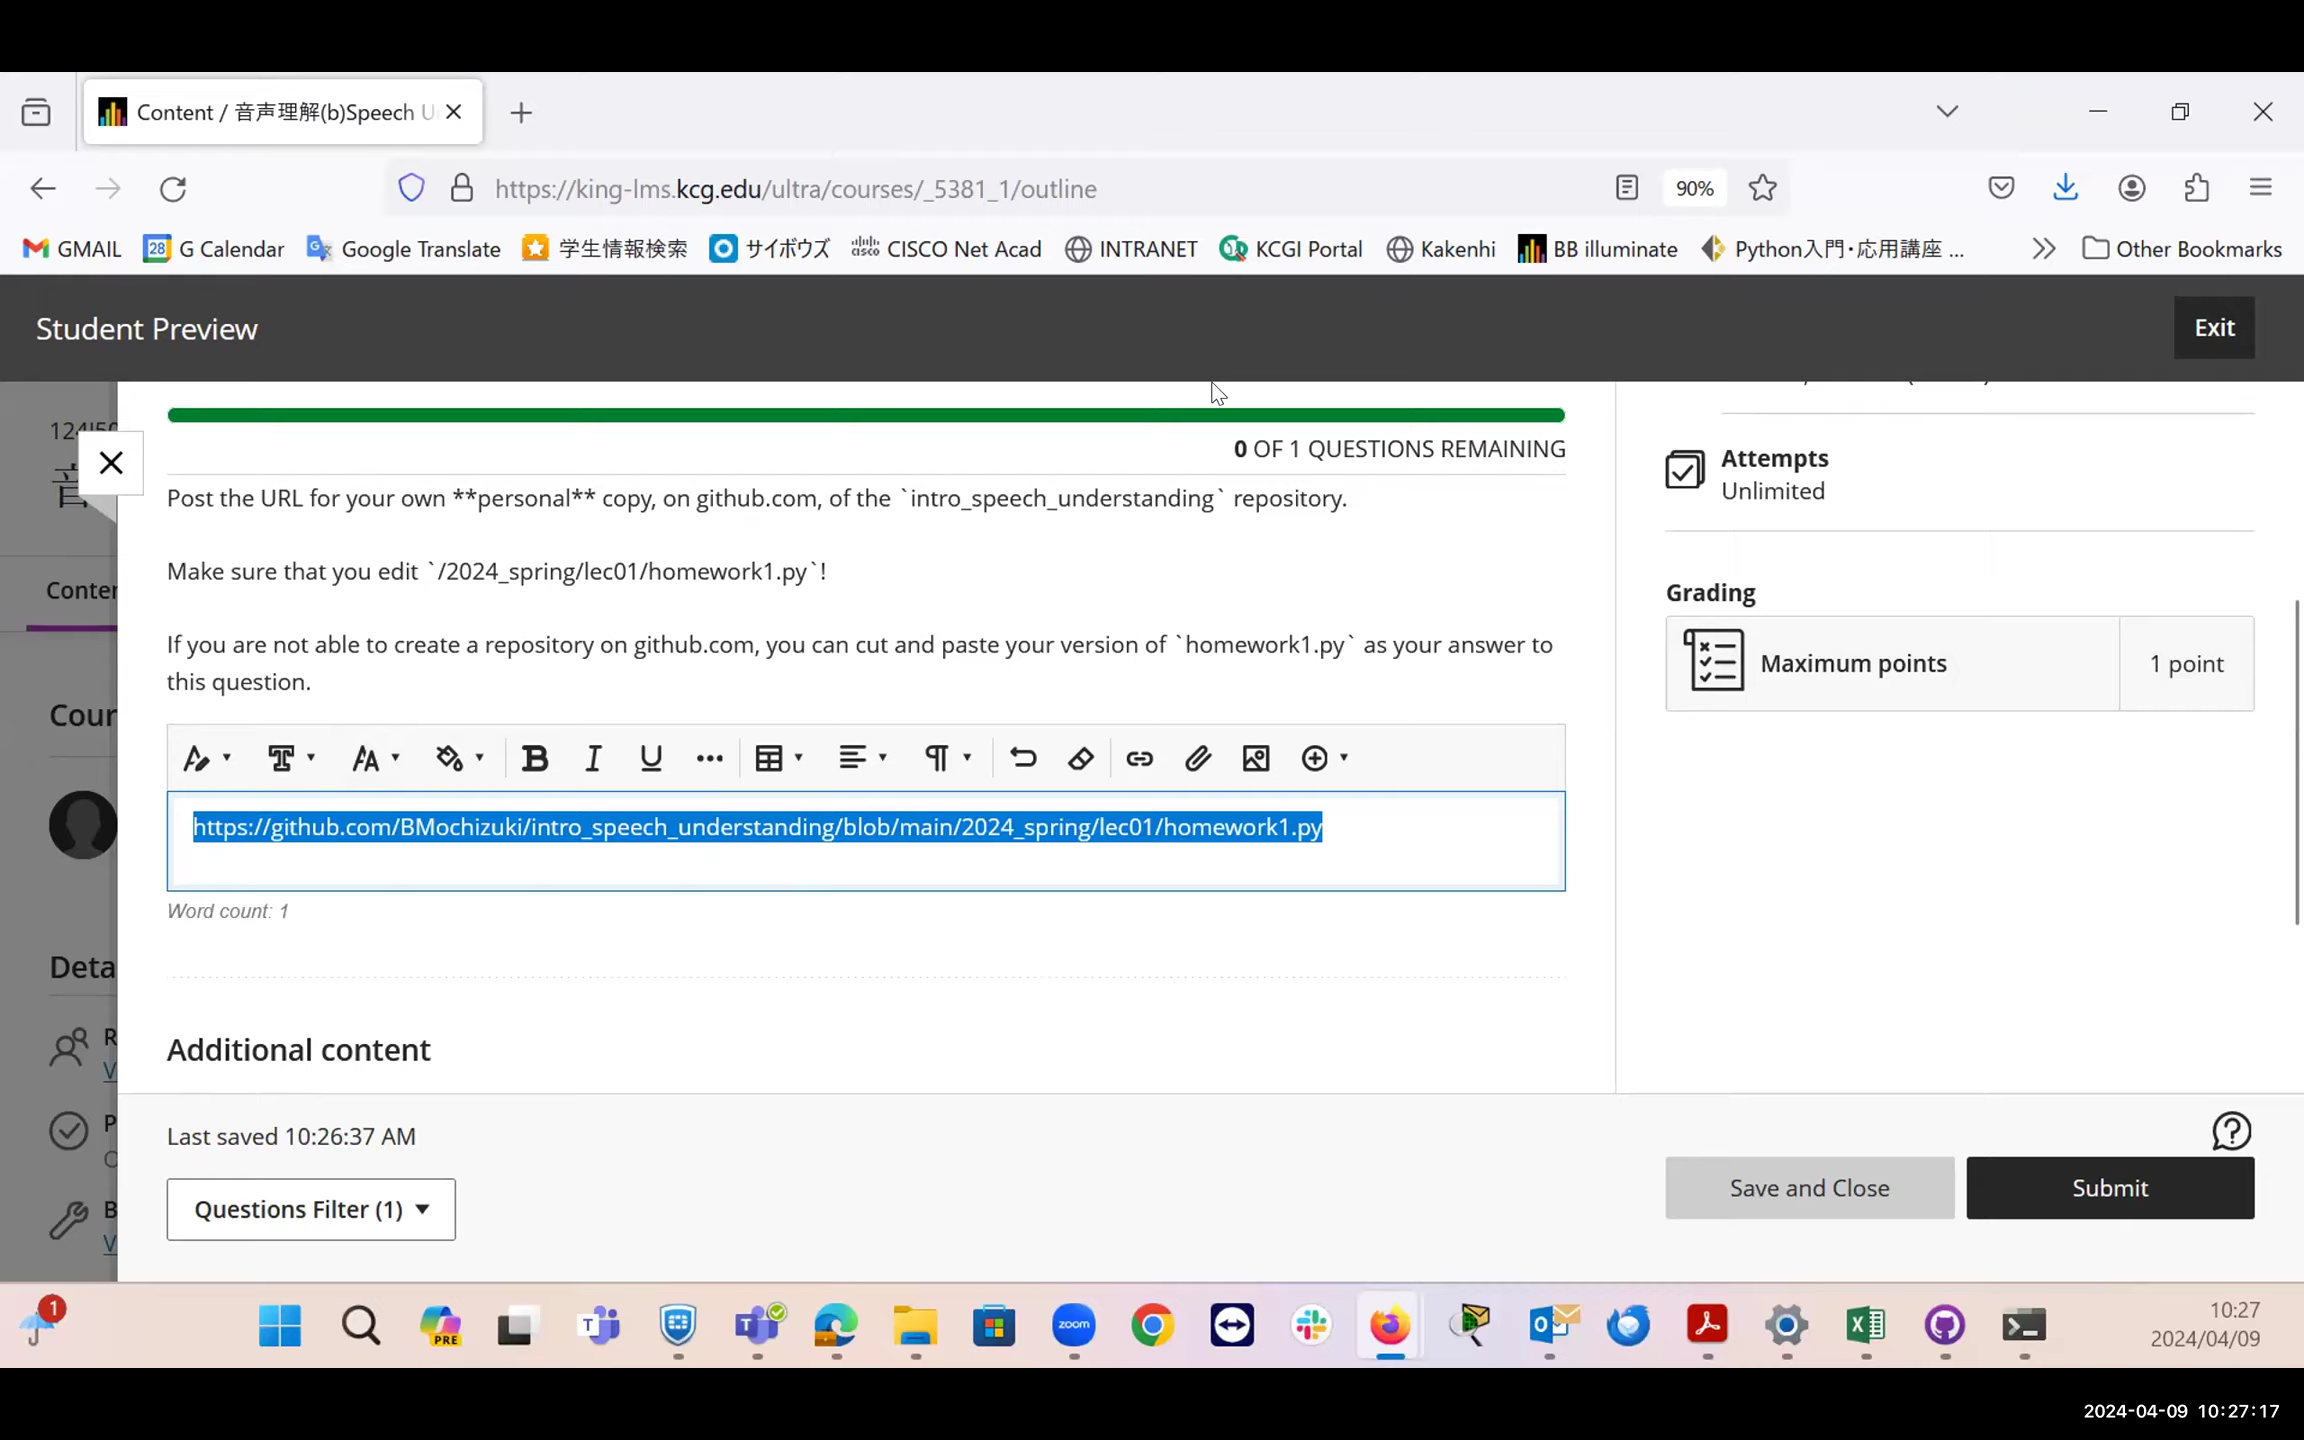 Content / 音声理解(b)Speech U
https://king-lms.kcg.edu/ultra/courses/_5381_1/outline
90%
GMAIL
28
G Calendar
Google Translate
学生情報検索
サイボウズ
CISCO Net Acad
INTRANET
KCGI Portal
Kakenhi
BB illuminate
Python入門・応用講座 ...
Other Bookmarks
Student Preview
Exit
0 OF 1 QUESTIONS REMAINING
Post the URL for your own **personal** copy, on github.com, of the `intro_speech_understanding` repository.
Make sure that you edit `/2024_spring/lec01/homework1.py`!
If you are not able to create a repository on github.com, you can cut and paste your version of `homework1.py` as your answer to
this question.
https://github.com/BMochizuki/intro_speech_understanding/blob/main/2024_spring/lec01/homework1.py
Word count: 1
Additional content
Last saved 10:26:37 AM
Questions Filter (1)
Attempts
Unlimited
Grading
Maximum points
1 point
Save and Close
Submit
Conter
Cour
Deta
1
PRE
zoom
10:27
2024/04/09
2024-04-09 10:27:17